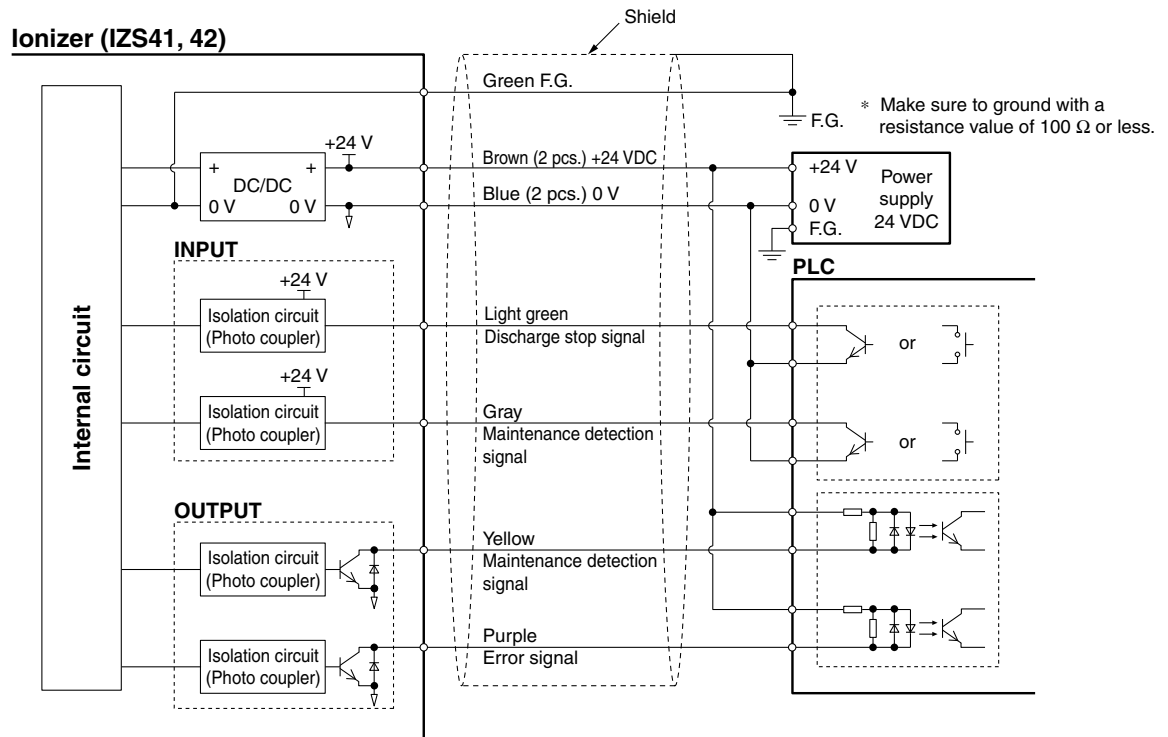 Shield
Ionizer (IZS41, 42)
Green F.G.
F.G.
* Make sure to ground with a
resistance value of 100 Ω or less.
+24 V
Brown (2 pcs.) +24 VDC
+ +
DC/DC
0 V 0 V
Blue (2 pcs.) 0 V
+24 V
0 V
F.G.
Power
supply
24 VDC
Internal circuit
INPUT
+24 V
Isolation circuit
(Photo coupler)
Light green
Discharge stop signal
+24 V
Isolation circuit
(Photo coupler)
Gray
Maintenance detection
signal
PLC
or
or
OUTPUT
Isolation circuit
(Photo coupler)
Yellow
Maintenance detection
signal
Isolation circuit
(Photo coupler)
Purple
Error signal